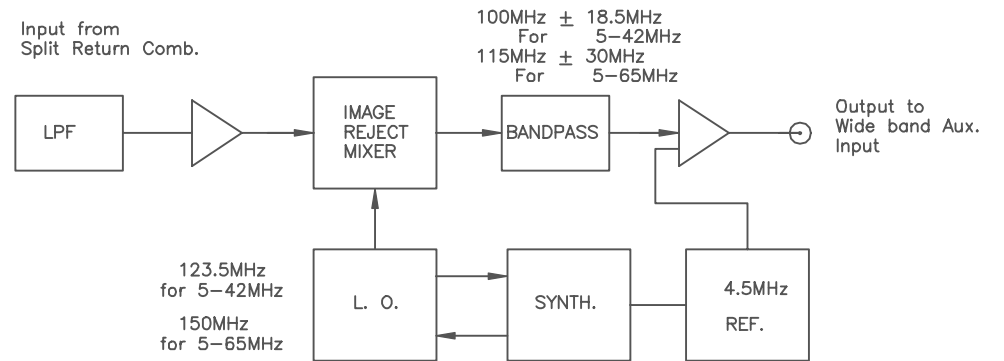 Input from
Split Return Comb.
100MHz ± 18.5MHz
For 5-42MHz
115MHz ± 30MHz
For 5-65MHz
LPF
IMAGE
REJECT
MIXER
BANDPASS
Output to
Wide band Aux.
Input
123.5MHz
for 5-42MHz
150MHz
for 5-65MHz
L. O.
SYNTH.
4.5MHz
REF.